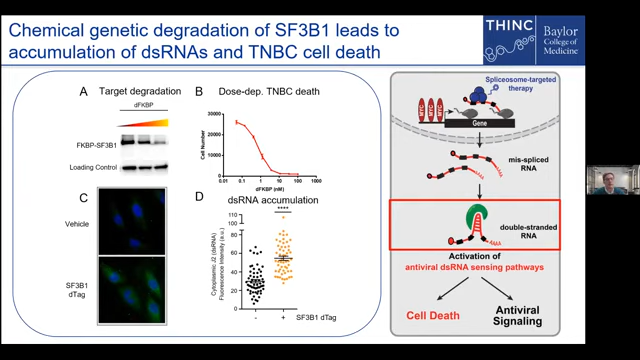 Chemical genetic degradation of SF3B1 leads to
accumulation of dsRNAs and TNBC cell death
THINC
Baylor
College of
Medicine
A
Target degradation
dFKBP
FKBP-SF3B1
Loading Control
B
Dose-dep. TNBC death
Cell Number
30000
20000
10000
0
0.01
0.1
1
10
100
1000
dFKBP (nM)
C
Vehicle
SF3B1
dTag
D
dsRNA accumulation
****
Cytoplasmic J2 (dsRNA)
Fluorescence Intensity (a.u.)
110
100
80
60
40
20
0
-
+
SF3B1 dTag
Spliceosome-targeted
therapy
MYC
MYC
MYC
Gene
mis-spliced
RNA
double-stranded
RNA
Activation of
antiviral dsRNA sensing pathways
Cell Death
Antiviral
Signaling